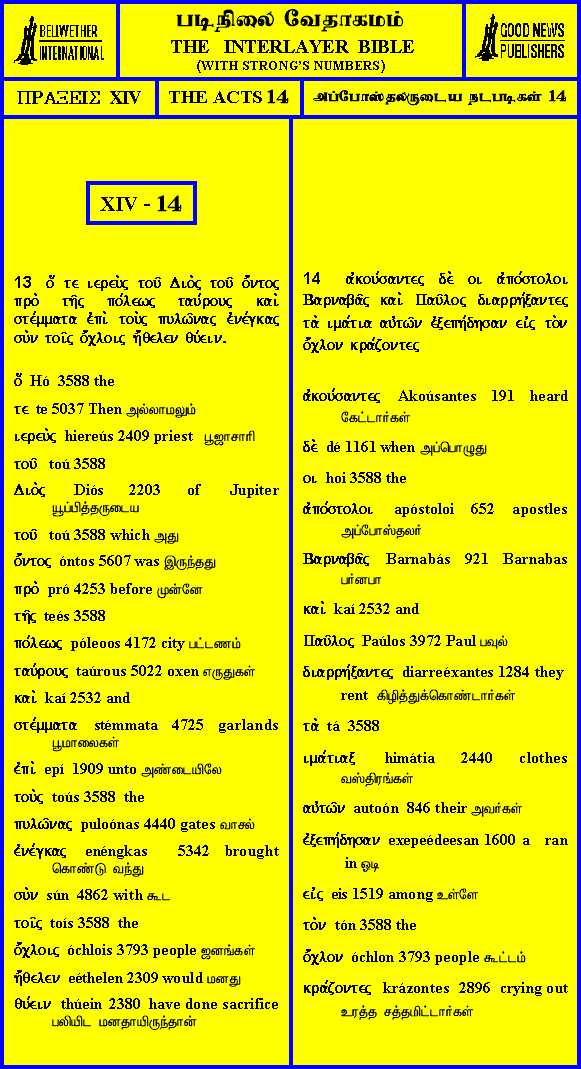 BELIWETHER
INTERNATIONAL
படிநிலை வேதாகமம்
THE INTERLAYER BIBLE
(WITH STRONG'S NUMBERS)
GOOD NEWS
PUBLISHERS
ΠΡΑΞΕΙΣ XIV
THE ACTS 14
அப்போஸ்தலருடைய நடபடிகள் 14
XIV - 14
13 ὅ τε ιερεὺς τοῦ Διὸς τοῦ ὄντος
πρὸ τῆς πόλεως ταύρους καὶ
στέμματα ἐπὶ τοὺς πυλῶνας ἐνέγκας
σὺν τοῖς ὄχλοις ἤθελεν θύειν.
ὅ Hó 3588 the
τε te 5037 Then அல்லாமலும்
ιερεὺς hiereús 2409 priest பூஜாசாரி
τοῦ toú 3588
Διὸς Diós 2203 of Jupiter
யூப்பித்தருடைய
τοῦ toú 3588 which அது
ὄντος óntos 5607 was இருந்தது
πρὸ pró 4253 before முன்னே
τῆς teés 3588
πόλεως póleoos 4172 city பட்டணம்
ταύρους taúrous 5022 oxen எருதுகள்
καὶ kaí 2532 and
στέμματα stémmata 4725 garlands
பூமாலைகள்
ἐπὶ epí 1909 unto அண்டையிலே
τοὺς toús 3588 the
πυλῶνας puloónas 4440 gates வாசல்
ἐνέγκας enéngkas 5342 brought
கொண்டு வந்து
σὺν sún 4862 with கூட
τοῖς toís 3588 the
ὄχλοις óchlois 3793 people ஜனங்கள்
ἤθελεν eéthelen 2309 would மனது
θύειν thúein 2380 have done sacrifice
பலியிட மனதாயிருந்தான்
14 ἀκούσαντες δὲ οι ἀπόστολοι
Βαρναβᾶς καὶ Παῦλος διαρρήξαντες
τὰ ιμάτια αὐτῶν ἐξεπήδησαν εἰς τὸν
ὄχλον κράζοντες
ἀκούσαντες Akoúsantes 191 heard
கேட்டார்கள்
δὲ dé 1161 when அப்பொழுது
οι hoi 3588 the
ἀπόστολοι apóstoloi 652 apostles
அப்போஸ்தலர்
Βαρναβᾶς Barnabás 921 Barnabas
பர்னபா
καὶ kaí 2532 and
Παῦλος Paúlos 3972 Paul பவுல்
διαρρήξαντες diarreéxantes 1284 they
rent கிழித்துக்கொண்டார்கள்
τὰ tá 3588
ιμάτιαξ himátia 2440 clothes
வஸ்திரங்கள்
αὐτῶν autoón 846 their அவர்கள்
ἐξεπήδησαν exepeédeesan 1600 a ran
in ஓடி
εἰς eis 1519 among உள்ளே
τὸν tón 3588 the
ὄχλον óchlon 3793 people கூட்டம்
κράζοντες krázontes 2896 crying out
உரத்த சத்தமிட்டார்கள்